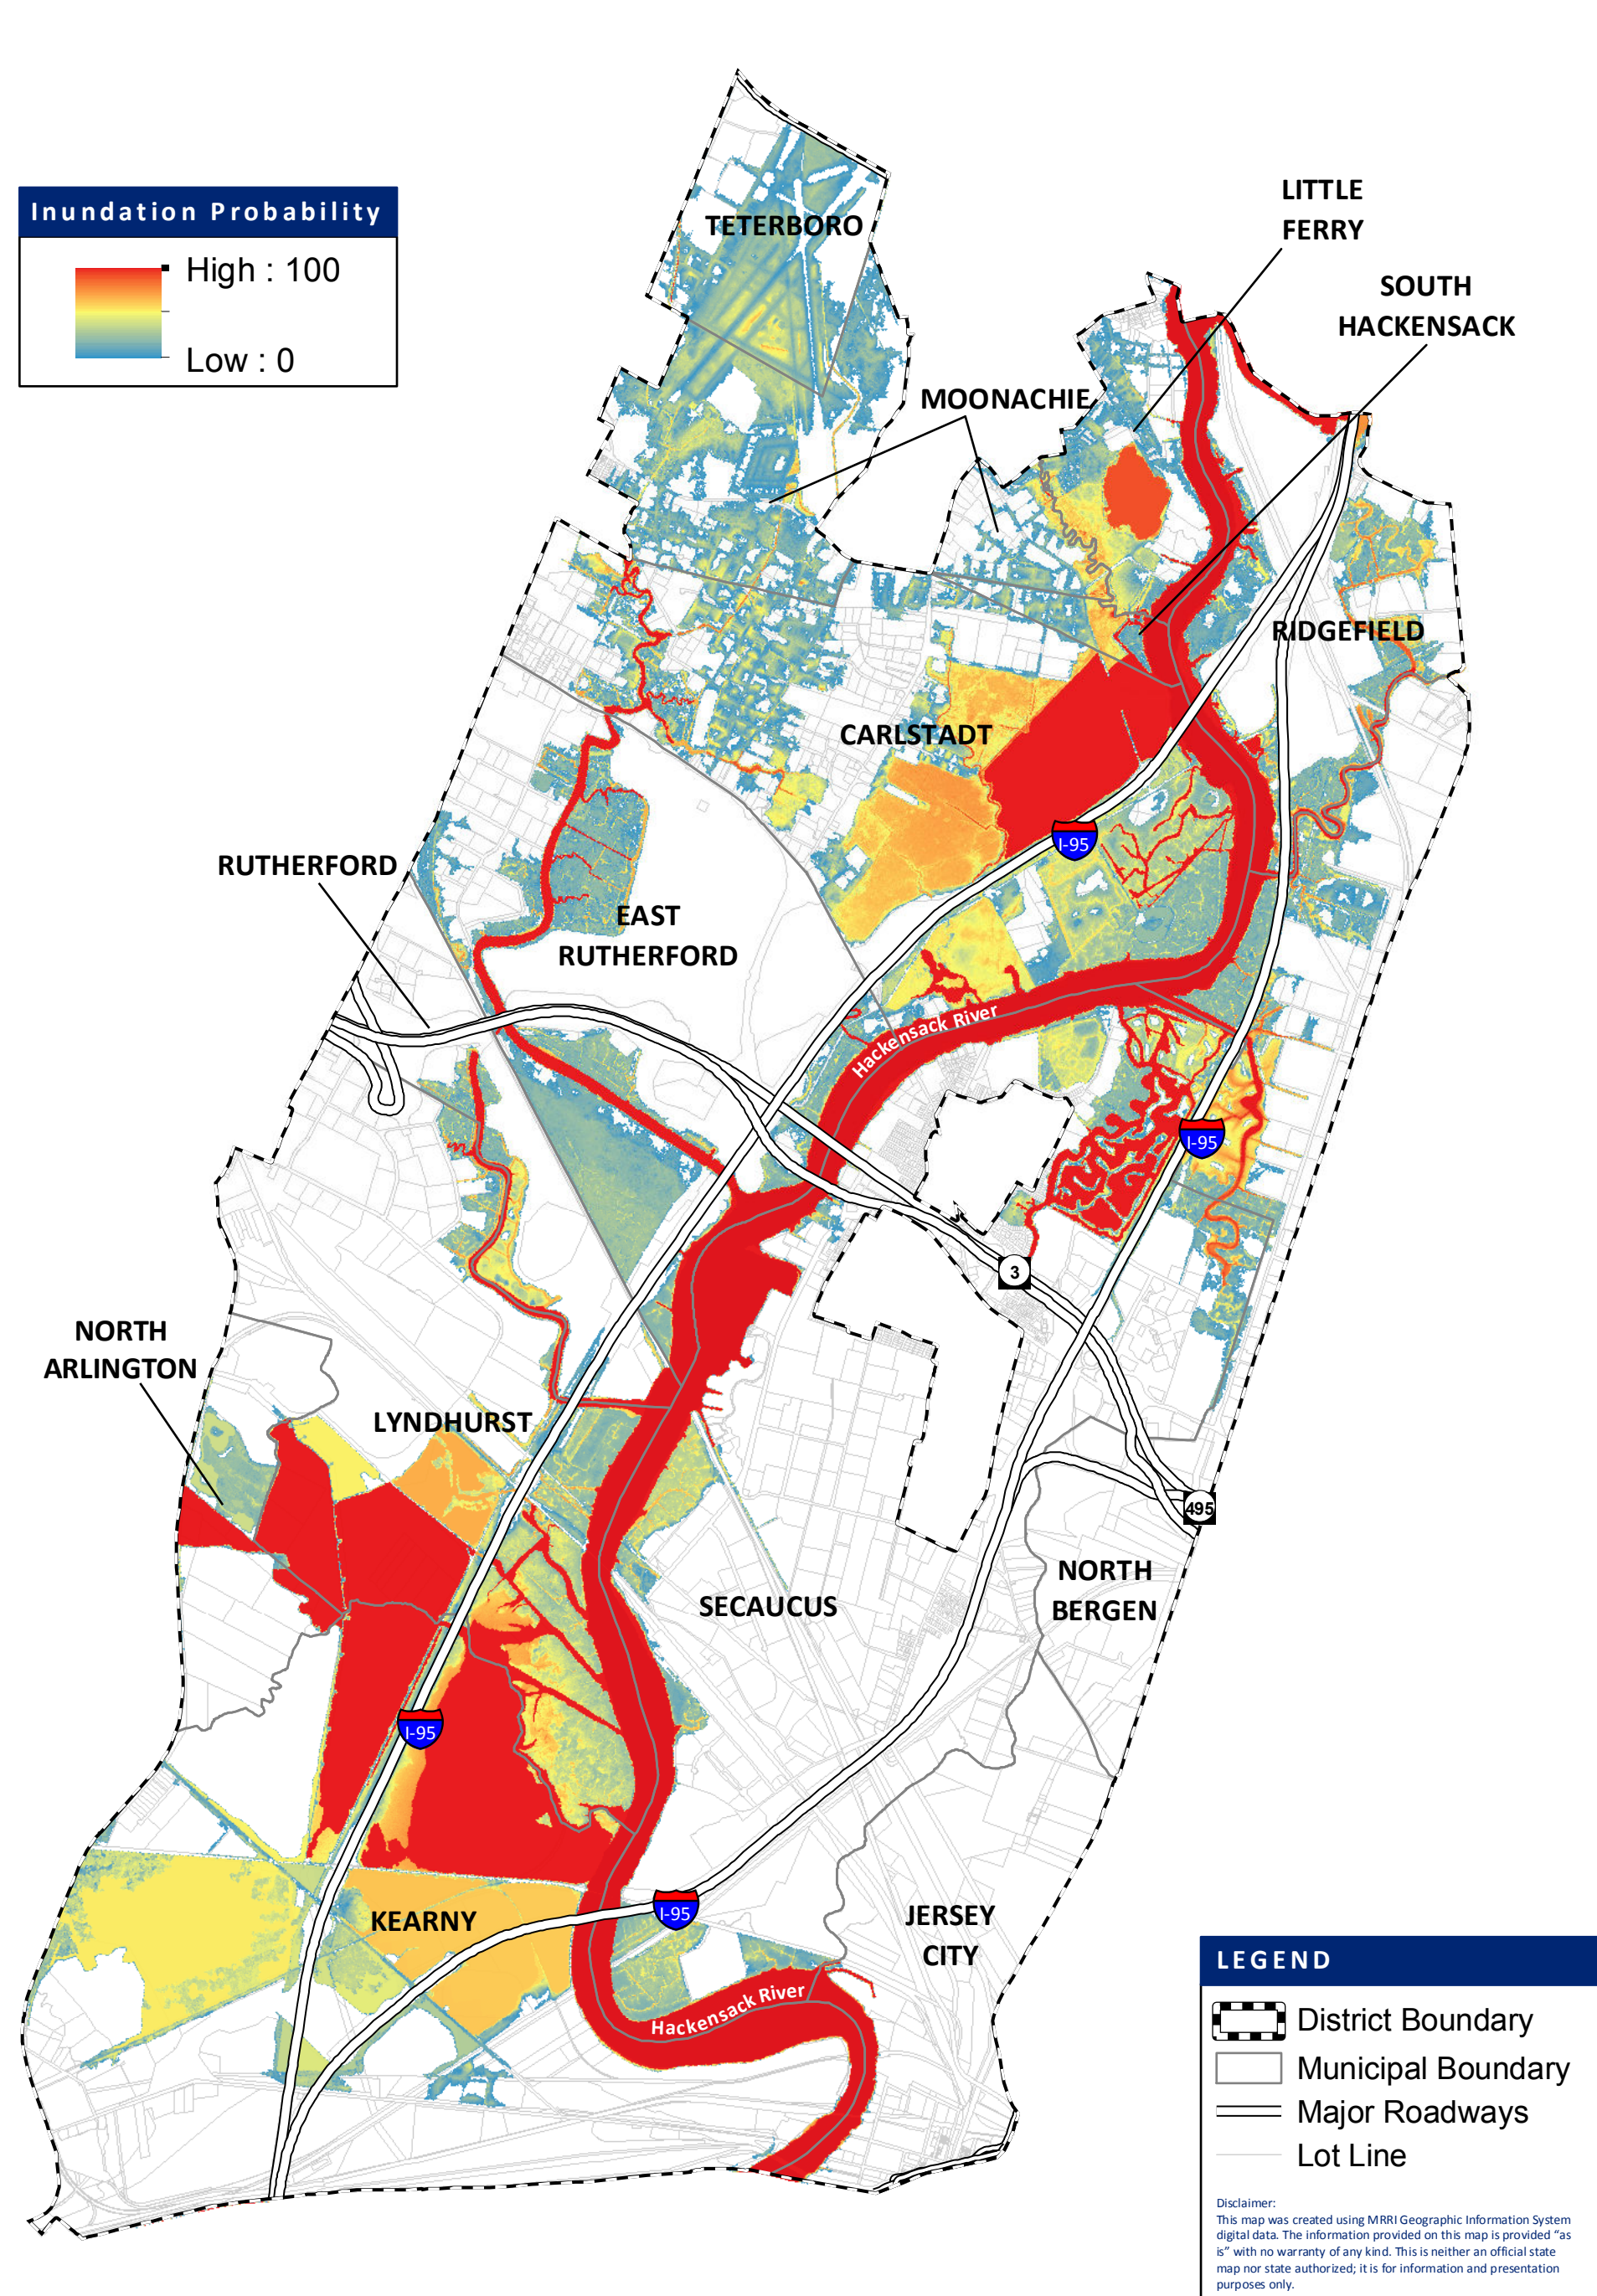 Inundation Probability
High : 100
Low : 0
TETERBORO
LITTLE
FERRY
SOUTH
HACKENSACK
MOONACHIE
RIDGEFIELD
CARLSTADT
I-95
RUTHERFORD
EAST
RUTHERFORD
Hackensack River
I-95
3
NORTH
ARLINGTON
LYNDHURST
495
NORTH
BERGEN
SECAUCUS
I-95
KEARNY
I-95
JERSEY
CITY
Hackensack River
LEGEND
District Boundary
Municipal Boundary
Major Roadways
Lot Line
Disclaimer:
This map was created using MRRI Geographic Information System
digital data. The information provided on this map is provided “as
is” with no warranty of any kind. This is neither an official state
map nor state authorized; it is for information and presentation
purposes only.